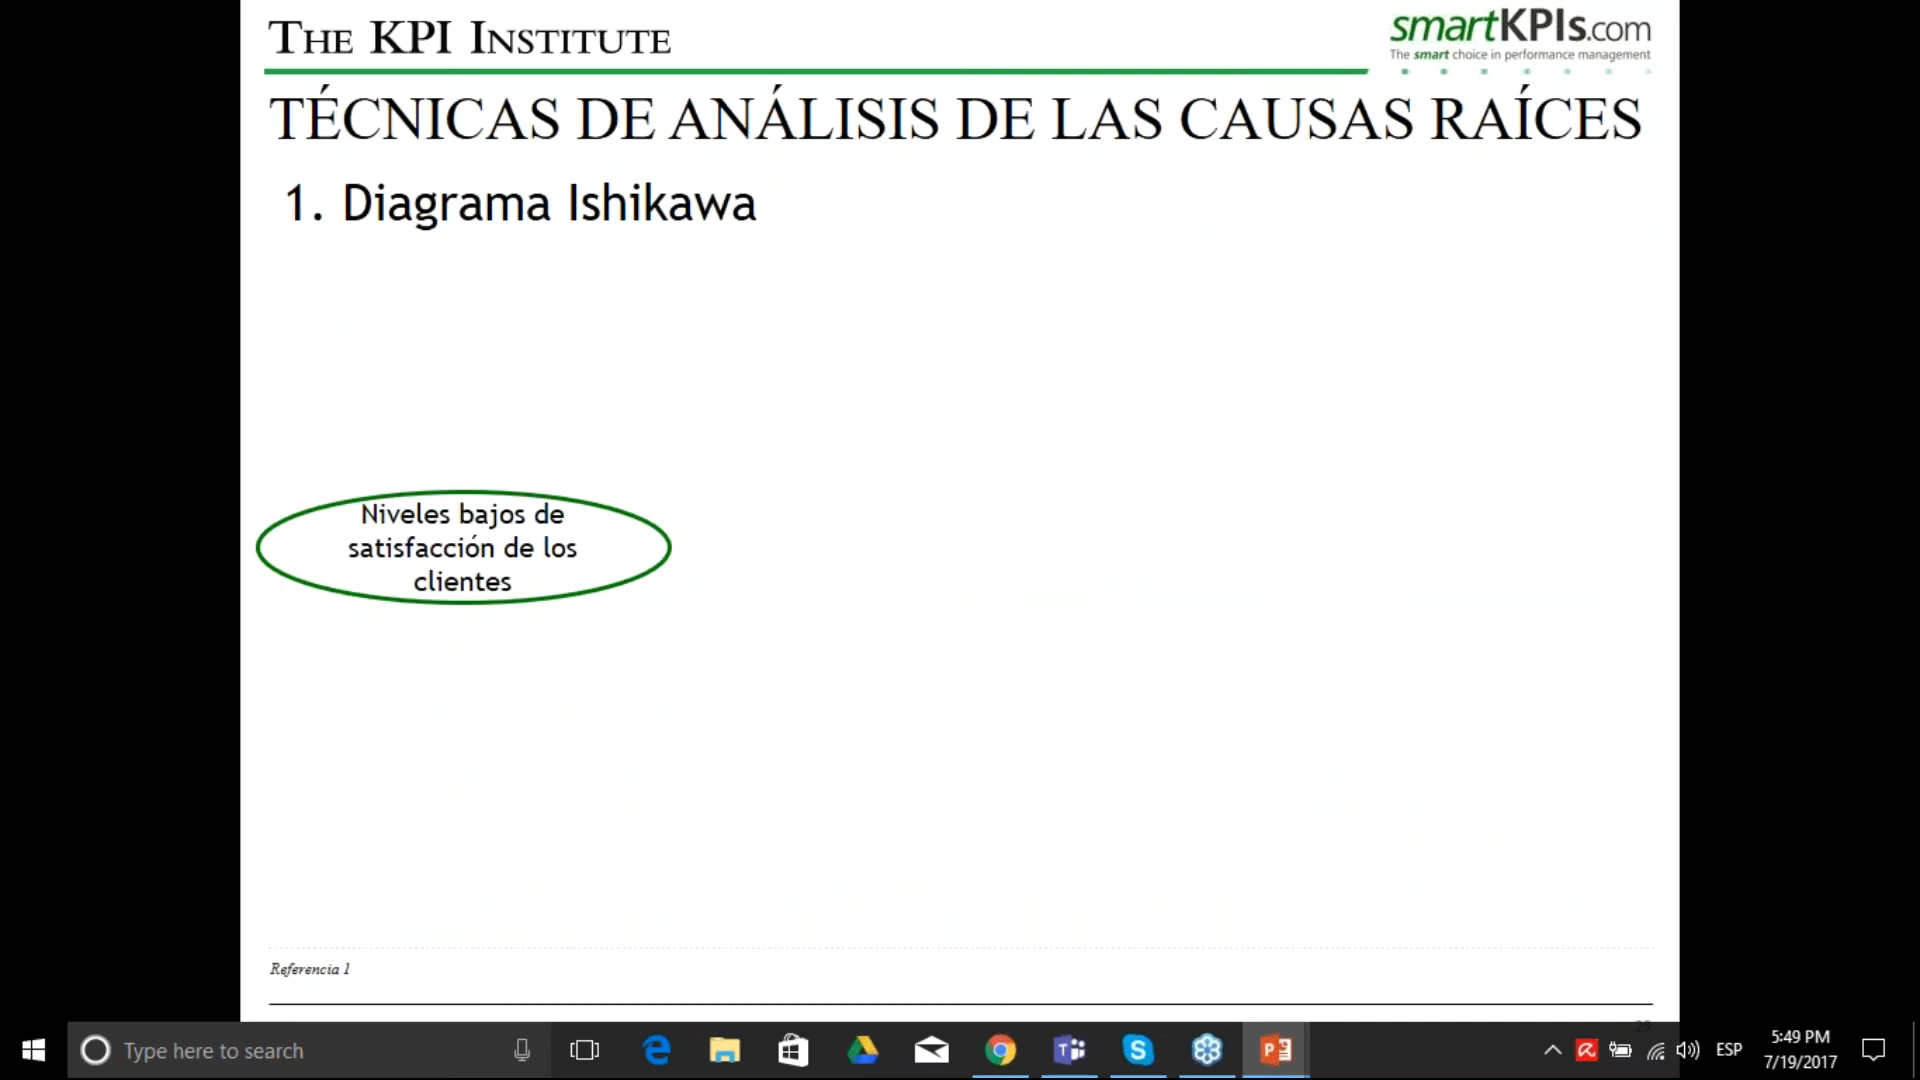 THE KPI INSTITUTE
smartKPIs.com
The smart choice in performance management
TÉCNICAS DE ANÁLISIS DE LAS CAUSAS RAÍCES
1. Diagrama Ishikawa
Niveles bajos de
satisfacción de los
clientes
Referencia 1
29
Type here to search
ESP
5:49 PM
7/19/2017